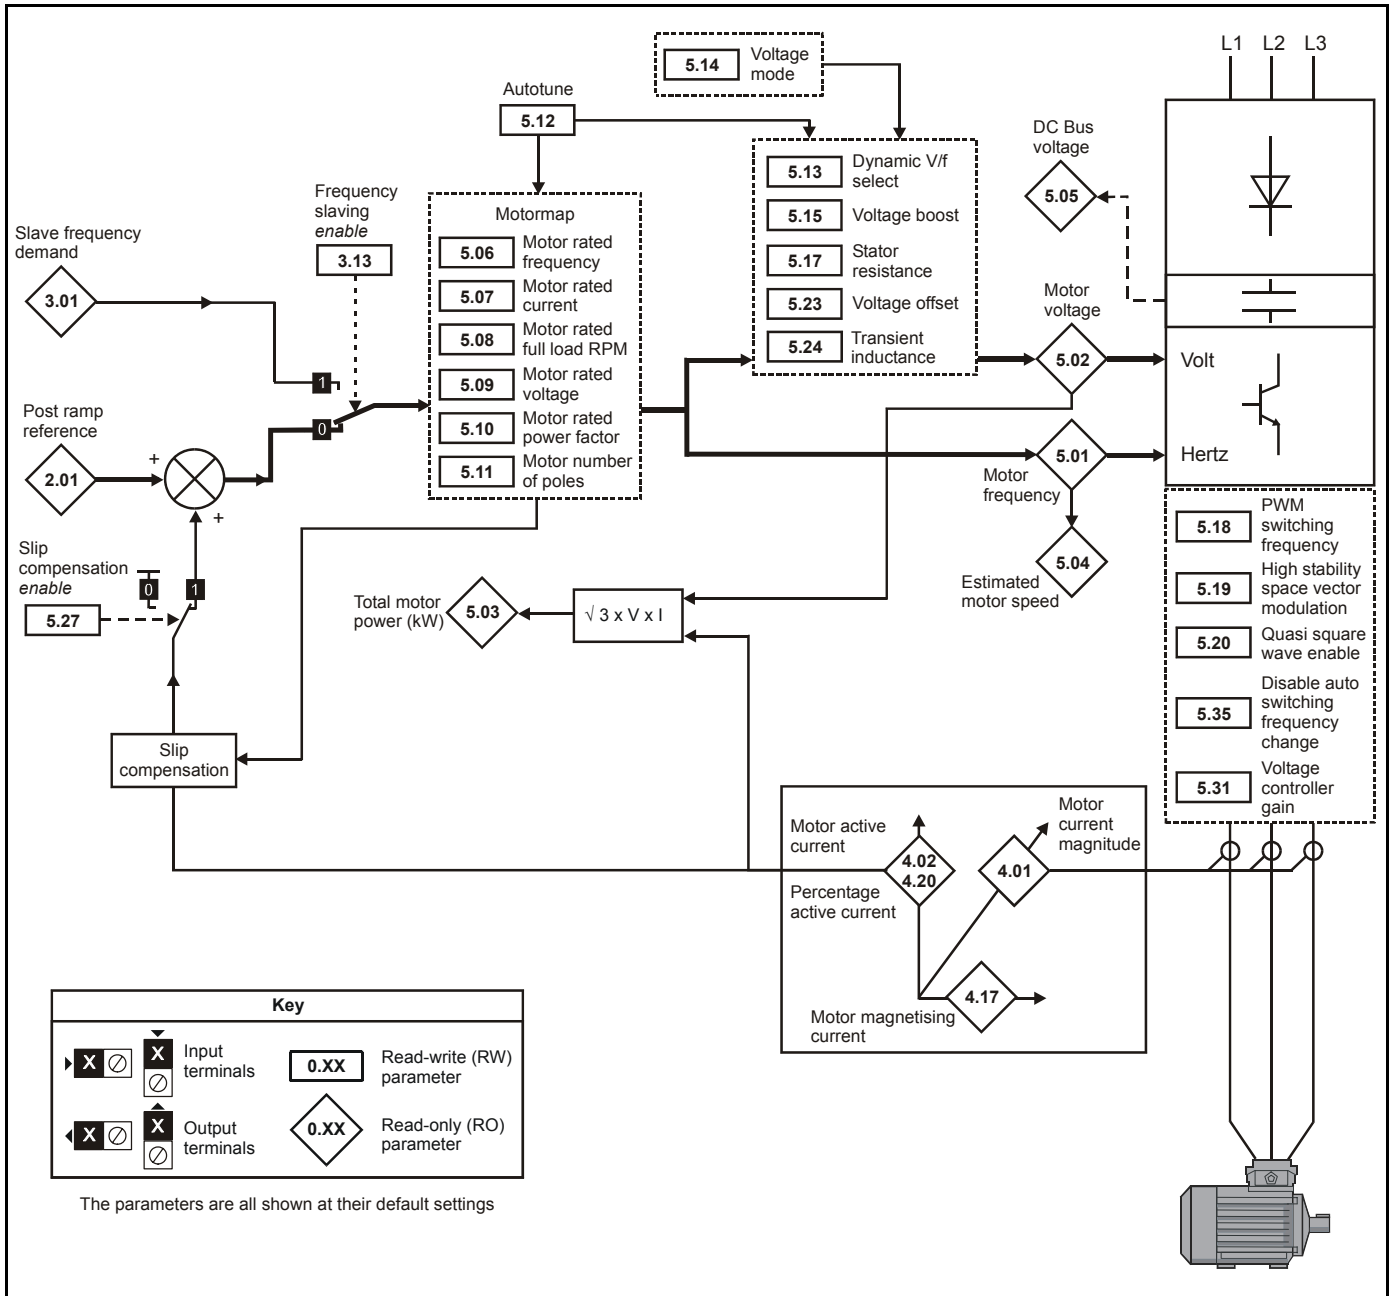 L1 L2 L3
5.14
Voltage
mode
Autotune
5.12
DC Bus
voltage
5.05
5.13
Dynamic V/f
select
5.15
Voltage boost
5.17
Stator
resistance
5.23
Voltage offset
5.24
Transient
inductance
Frequency
slaving
enable
3.13
Motormap
5.06
Motor rated
frequency
5.07
Motor rated
current
5.08
Motor rated
full load RPM
5.09
Motor rated
voltage
5.10
Motor rated
power factor
5.11
Motor number
of poles
Slave frequency
demand
3.01
1
0
Post ramp
reference
2.01
+
+
Motor
voltage
5.02
Volt
5.01
Hertz
Motor
frequency
5.04
Estimated
motor speed
Slip
compensation
enable
0
1
5.27
Total motor
power (kW)
5.03
√ 3 x V x I
5.18
PWM
switching
frequency
5.19
High stability
space vector
modulation
5.20
Quasi square
wave enable
5.35
Disable auto
switching
frequency
change
5.31
Voltage
controller
gain
Slip
compensation
Motor active
current
4.02
4.20
Percentage
active current
Motor
current
magnitude
4.01
4.17
Motor magnetising
current
Key
X
X
Input
terminals
0.XX
Read-write (RW)
parameter
X
X
Output
terminals
0.XX
Read-only (RO)
parameter
The parameters are all shown at their default settings